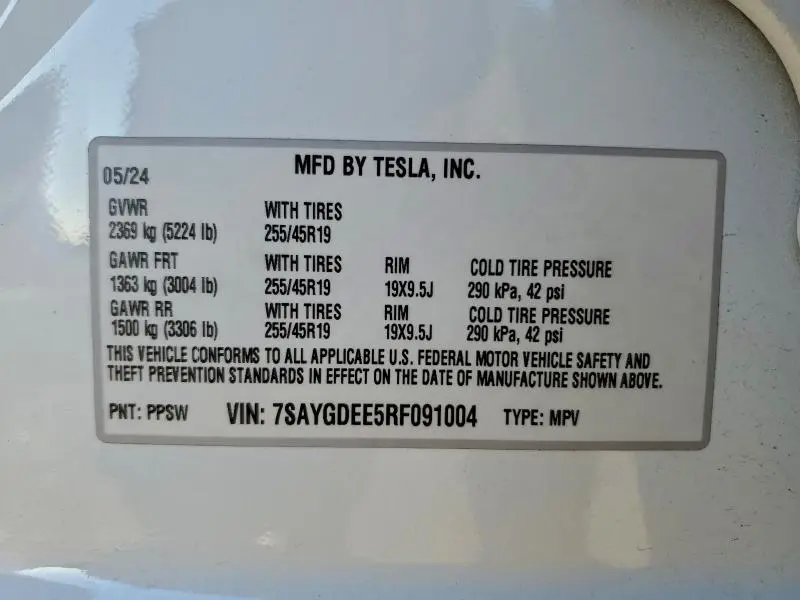 MFD BY TESLA, INC.
05/24
GVWR WITH TIRES
2369 kg (5224 lb) 255/45R19
GAWR FRT WITH TIRES RIM COLD TIRE PRESSURE
1363 kg (3004 lb) 255/45R19 19X9.5J 290 kPa, 42 psi
GAWR RR WITH TIRES RIM COLD TIRE PRESSURE
1500 kg (3306 lb) 255/45R19 19X9.5J 290 kPa, 42 psi
THIS VEHICLE CONFORMS TO ALL APPLICABLE U.S. FEDERAL MOTOR VEHICLE SAFETY AND
THEFT PREVENTION STANDARDS IN EFFECT ON THE DATE OF MANUFACTURE SHOWN ABOVE.
PNT: PPSW VIN: 7SAYGDEE5RF091004 TYPE: MPV